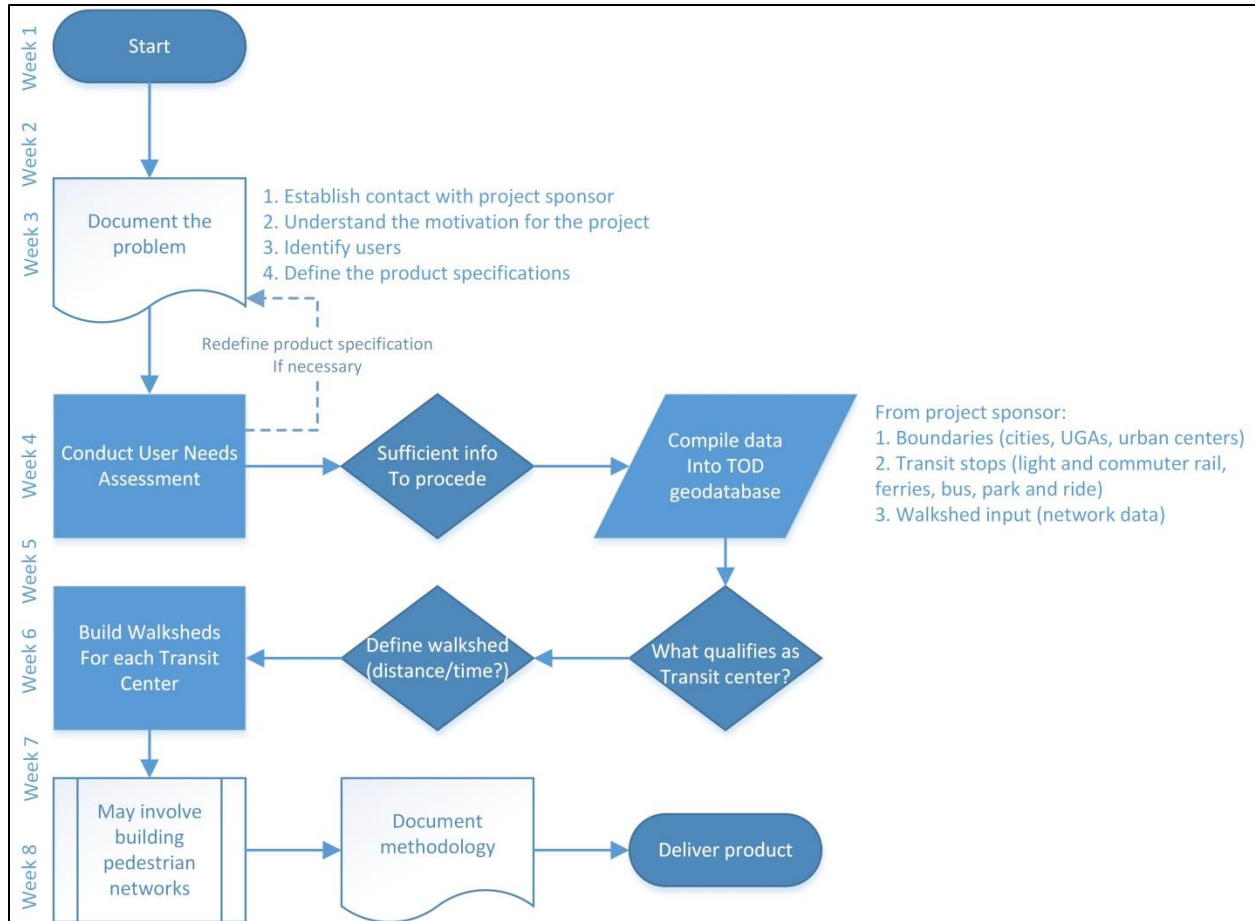 Week 1
Start
Week 2
Week 3
Document the
problem
1. Establish contact with project sponsor
2. Understand the motivation for the project
3. Identify users
4. Define the product specifications
Redefine product specification
If necessary
Week 4
Conduct User Needs
Assessment
Sufficient info
To procede
Compile data
Into TOD
geodatabase
From project sponsor:
1. Boundaries (cities, UGAs, urban centers)
2. Transit stops (light and commuter rail,
ferries, bus, park and ride)
3. Walkshed input (network data)
Week 5
Week 6
Build Walksheds
For each Transit
Center
Define walkshed
(distance/time?)
What qualifies as
Transit center?
Week 7
Week 8
May involve
building
pedestrian
networks
Document
methodology
Deliver product